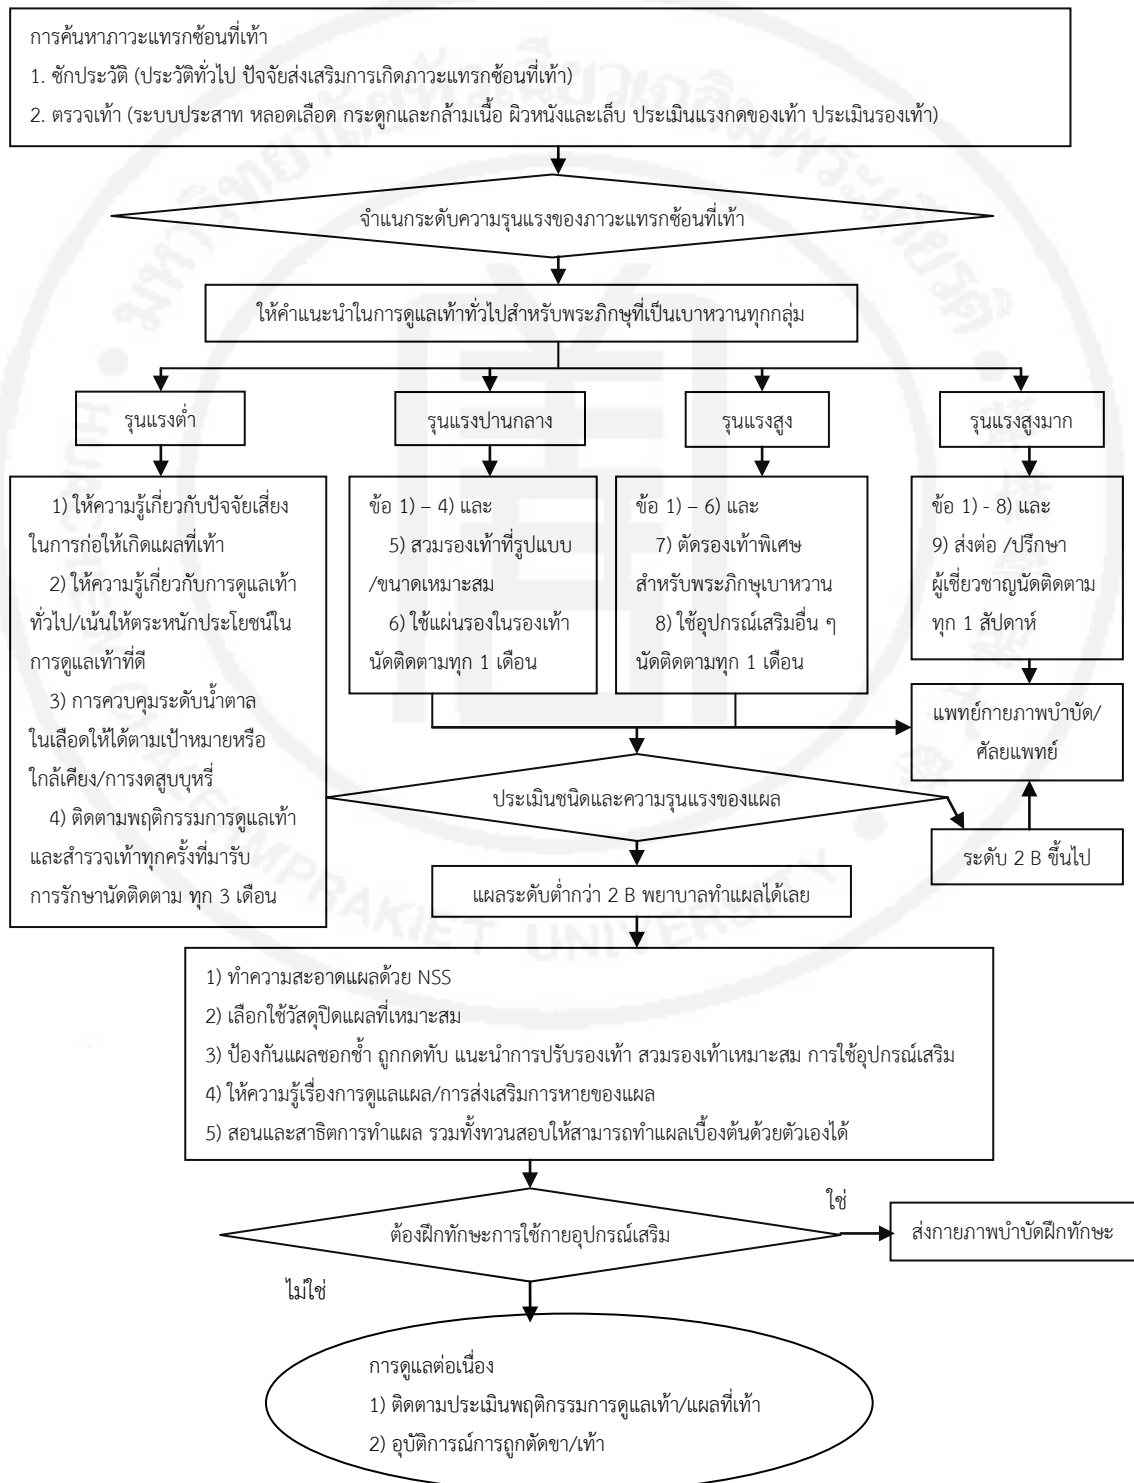 การค้นหาภาวะแทรกซ้อนที่เท้า
1. ซักประวัติ (ประวัติทั่วไป ปัจจัยส่งเสริมการเกิดภาวะแทรกซ้อนที่เท้า)
2. ตรวจเท้า (ระบบประสาท หลอดเลือด กระดูกและกล้ามเนื้อ ผิวหนังและเล็บ ประเมินแรงกดของเท้า ประเมินรองเท้า)
จำแนกระดับความรุนแรงของภาวะแทรกซ้อนที่เท้า
ให้คำแนะนำในการดูแลเท้าทั่วไปสำหรับพระภิกษุที่เป็นเบาหวานทุกกลุ่ม
รุนแรงต่ำ
รุนแรงปานกลาง
รุนแรงสูง
รุนแรงสูงมาก
1) ให้ความรู้เกี่ยวกับปัจจัยเสี่ยง
ในการก่อให้เกิดแผลที่เท้า
2) ให้ความรู้เกี่ยวกับการดูแลเท้า
ทั่วไป/เน้นให้ตระหนักประโยชน์ใน
การดูแลเท้าที่ดี
3) การควบคุมระดับน้ำตาล
ในเลือดให้ได้ตามเป้าหมายหรือ
ใกล้เคียง/การงดสูบบุหรี่
4) ติดตามพฤติกรรมการดูแลเท้า
และสำรวจเท้าทุกครั้งที่มารับ
การรักษานัดติดตาม ทุก 3 เดือน
ข้อ 1) – 4) และ
5) สวมรองเท้าที่รูปแบบ
/ขนาดเหมาะสม
6) ใช้แผ่นรองในรองเท้า
นัดติดตามทุก 1 เดือน
ข้อ 1) – 6) และ
7) ตัดรองเท้าพิเศษ
สำหรับพระภิกษุเบาหวาน
8) ใช้อุปกรณ์เสริมอื่น ๆ
นัดติดตามทุก 1 เดือน
ข้อ 1) - 8) และ
9) ส่งต่อ /ปรึกษา
ผู้เชี่ยวชาญนัดติดตาม
ทุก 1 สัปดาห์
แพทย์กายภาพบำบัด/
ศัลยแพทย์
ประเมินชนิดและความรุนแรงของแผล
ระดับ 2 B ขึ้นไป
แผลระดับต่ำกว่า 2 B พยาบาลทำแผลได้เลย
1) ทำความสะอาดแผลด้วย NSS
2) เลือกใช้วัสดุปิดแผลที่เหมาะสม
3) ป้องกันแผลชอกช้ำ ถูกกดทับ แนะนำการปรับรองเท้า สวมรองเท้าเหมาะสม การใช้อุปกรณ์เสริม
4) ให้ความรู้เรื่องการดูแลแผล/การส่งเสริมการหายของแผล
5) สอนและสาธิตการทำแผล รวมทั้งทวนสอบให้สามารถทำแผลเบื้องต้นด้วยตัวเองได้
ต้องฝึกทักษะการใช้กายอุปกรณ์เสริม
ใช่
ส่งกายภาพบำบัดฝึกทักษะ
ไม่ใช่
การดูแลต่อเนื่อง
1) ติดตามประเมินพฤติกรรมการดูแลเท้า/แผลที่เท้า
2) อุบัติการณ์การถูกตัดขา/เท้า